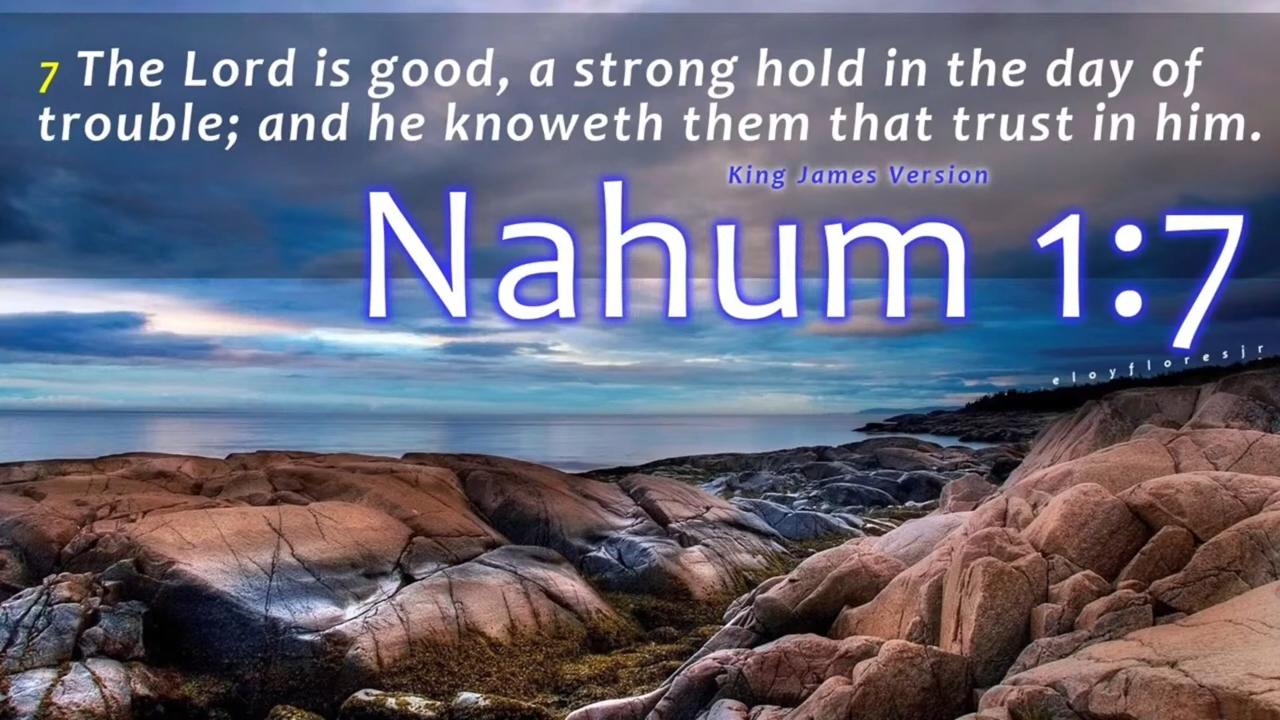 7 The Lord is good, a strong hold in the day of
trouble; and he knoweth them that trust in him.
King James Version
Nahum 1:7
eloyfloresjr